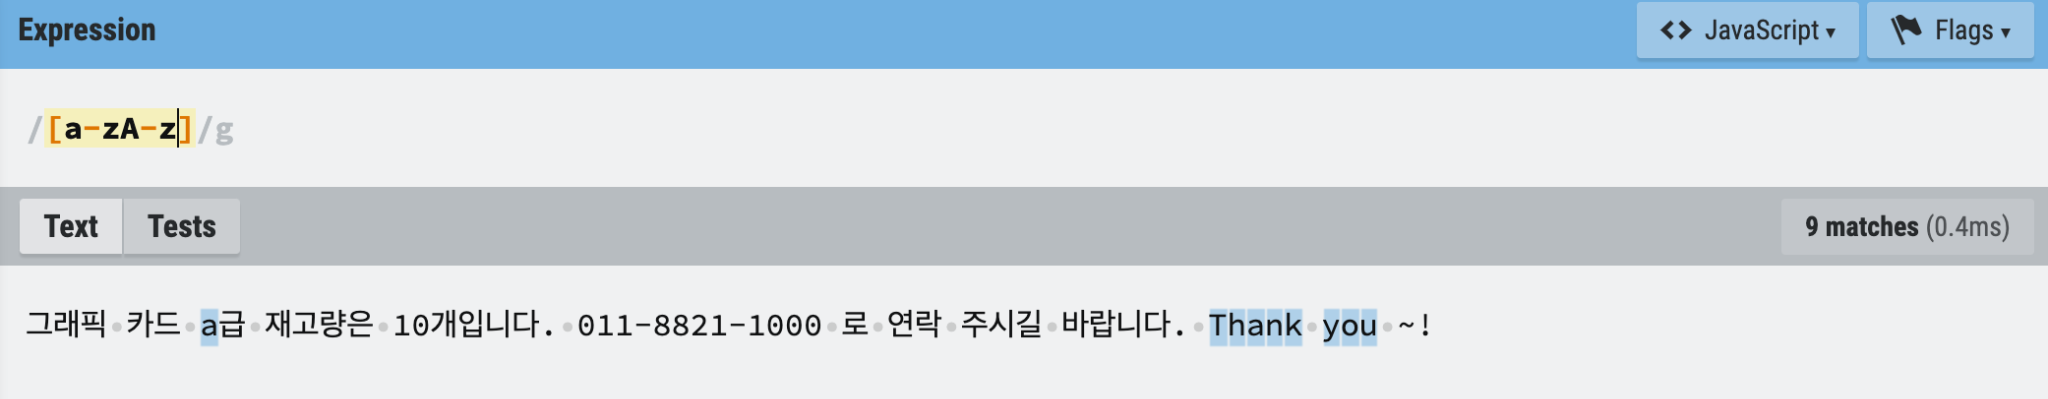 Expression
<> JavaScript ▾
Flags ▾
/[a-zA-z]/g
Text
Tests
9 matches (0.4ms)
그래픽 카드 a급 재고량은 10개입니다. 011-8821-1000 로 연락 주시길 바랍니다. Thank you ~!